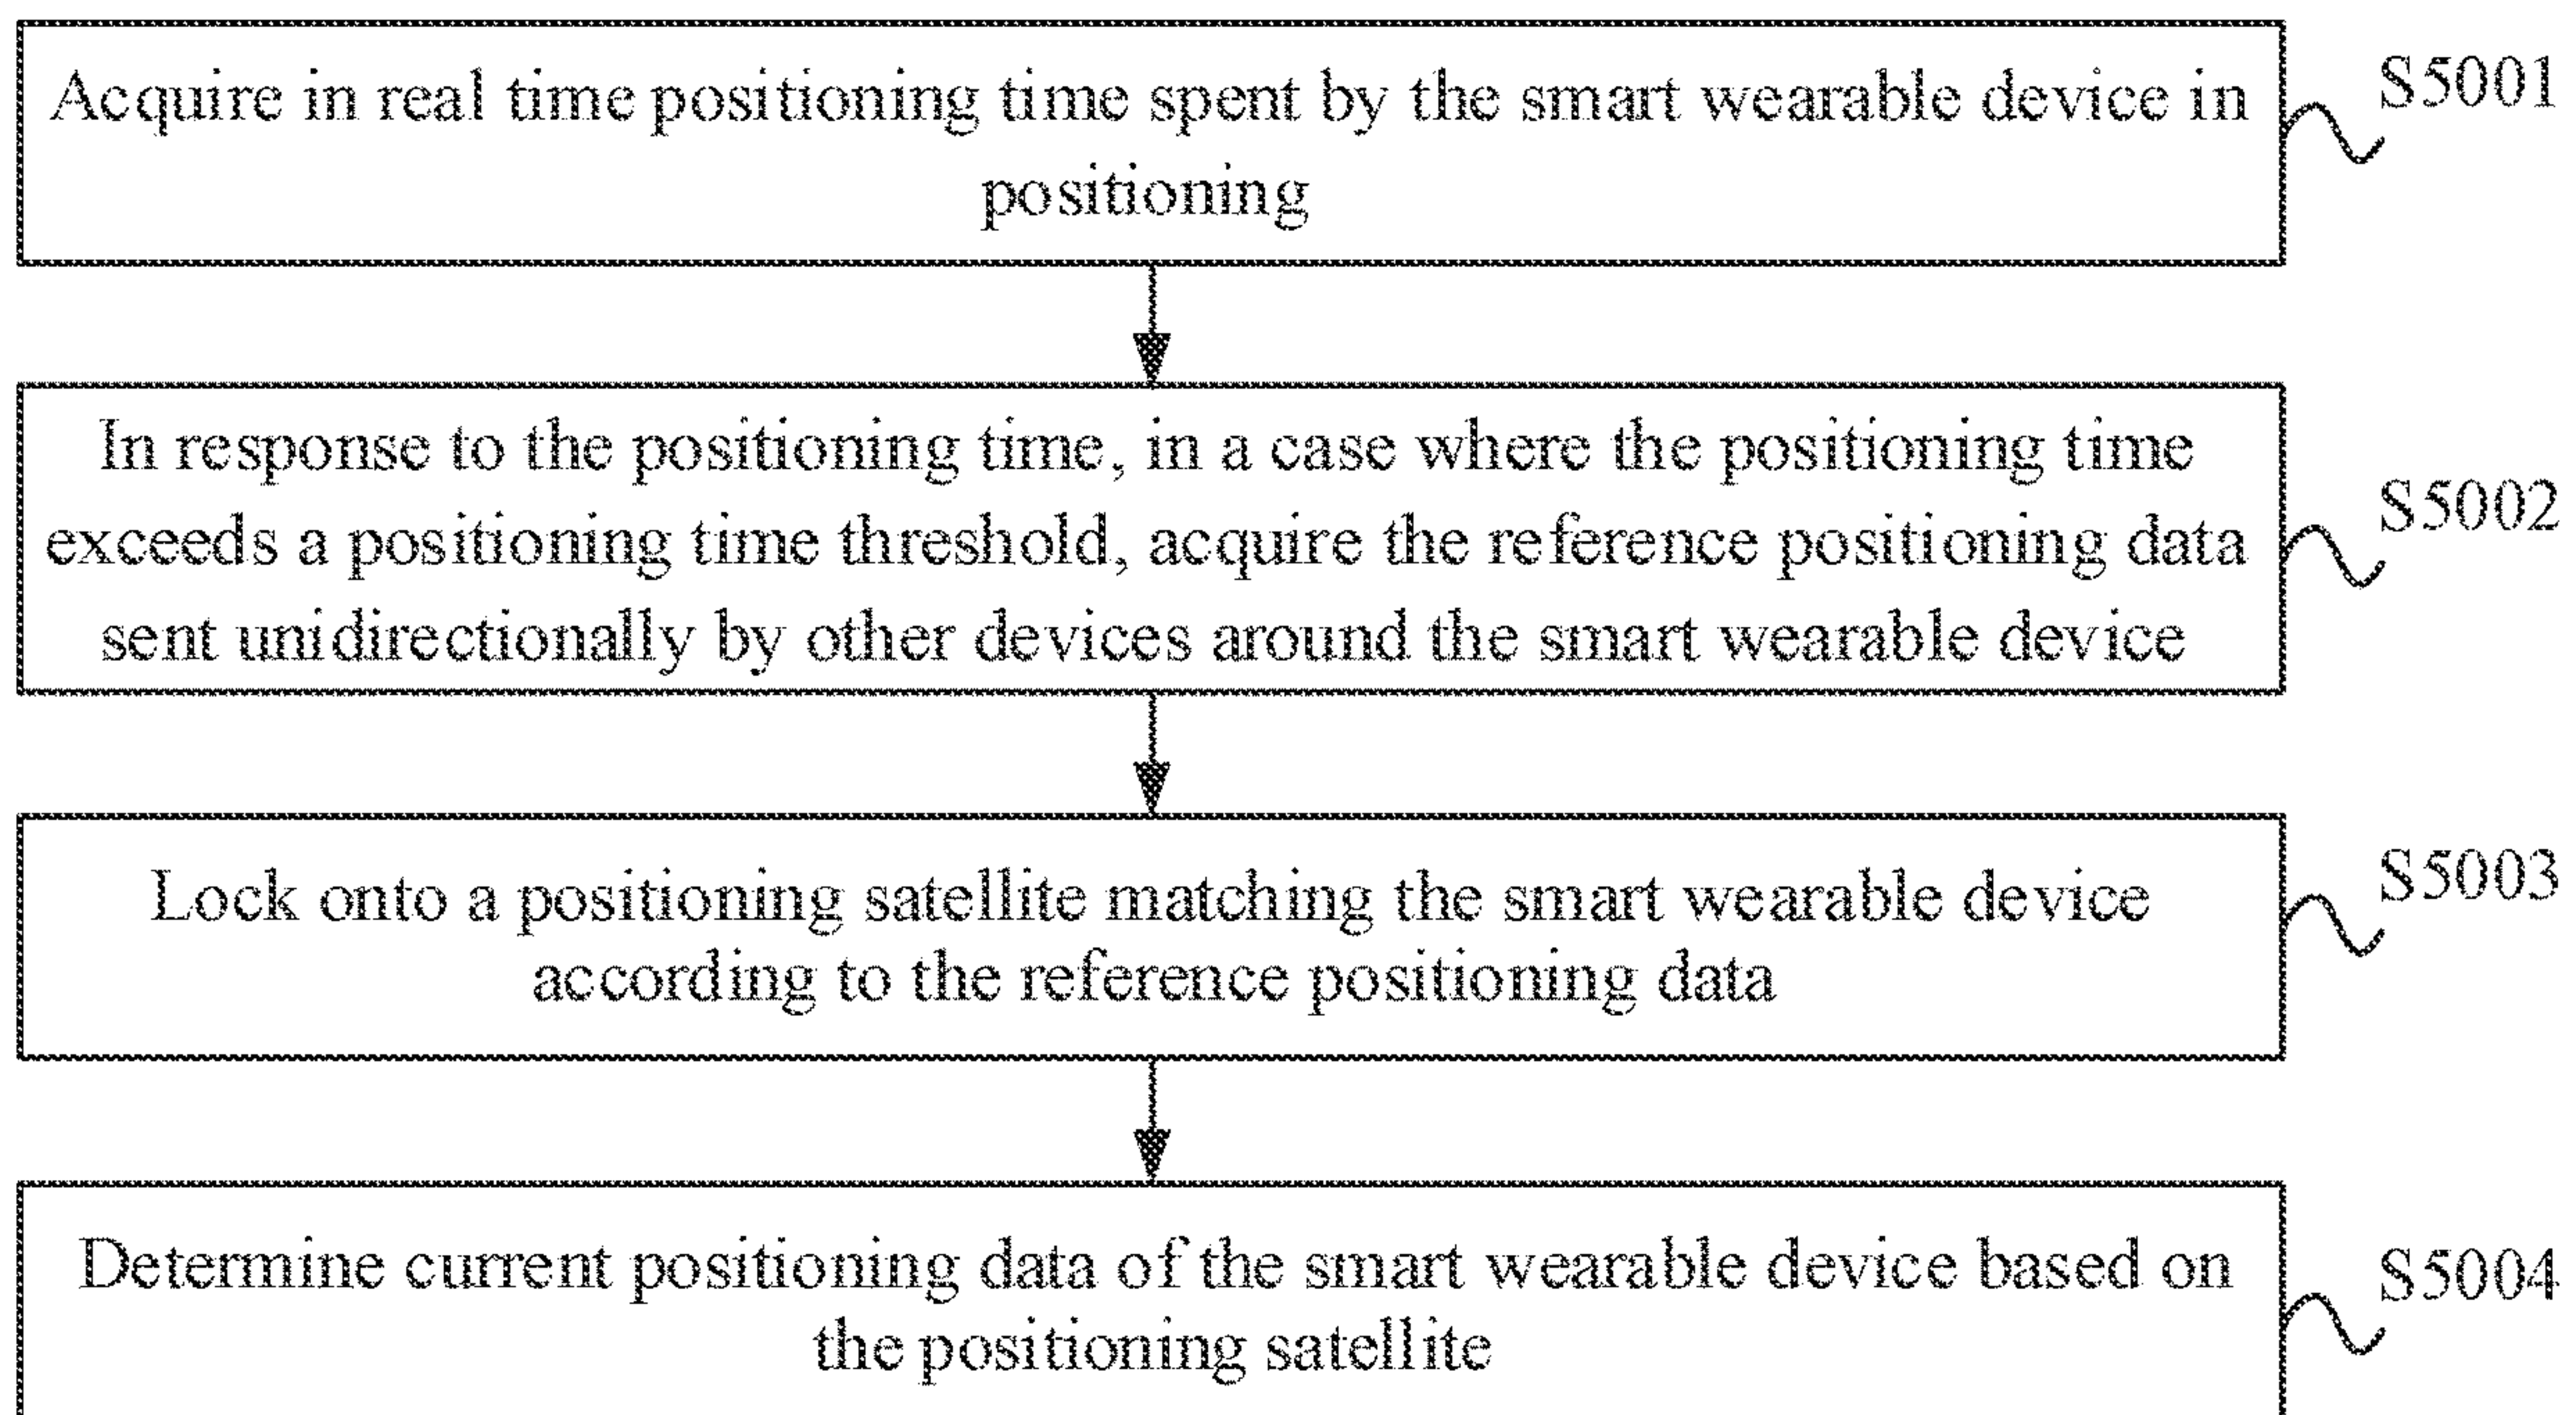 Acquire in real time positioning time spent by the smart wearable device in
positioning
S5001
In response to the positioning time, in a case where the positioning time
exceeds a positioning time threshold, acquire the reference positioning data
sent unidirectionally by other devices around the smart wearable device
S5002
Lock onto a positioning satellite matching the smart wearable device
according to the reference positioning data
S5003
Determine current positioning data of the smart wearable device based on
the positioning satellite
S5004